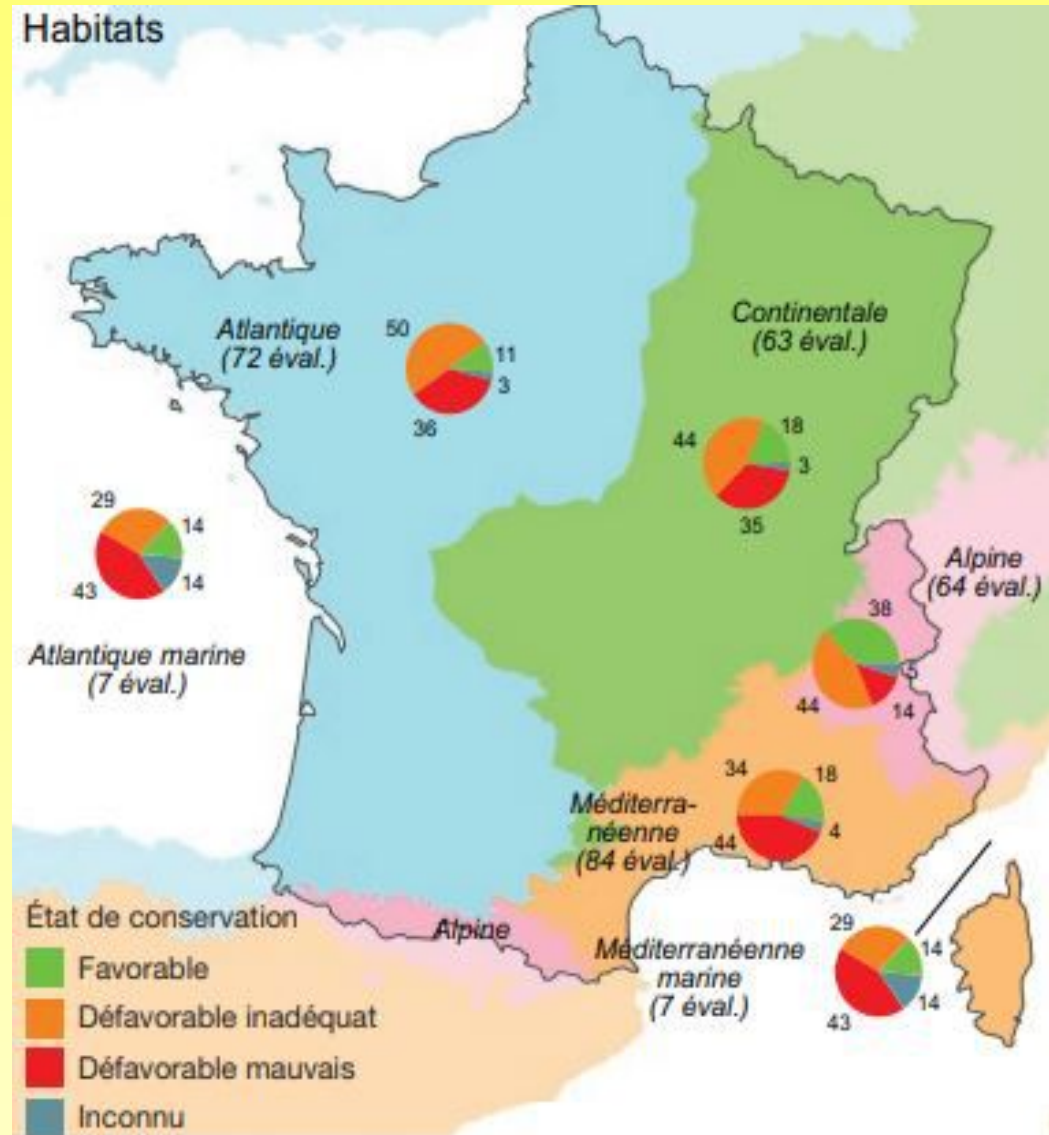 Habitats
Atlantique
(72 éval.)
50
11
3
36
Continentale
(63 éval.)
44
18
3
35
29
14
14
43
Atlantique marine
(7 éval.)
Alpine
(64 éval.)
38
5
14
44
34
18
4
44
Méditerra-
néenne
(84 éval.)
Alpine
Méditerranéenne
marine
(7 éval.)
29
14
14
43
État de conservation
Favorable
Défavorable inadéquat
Défavorable mauvais
Inconnu